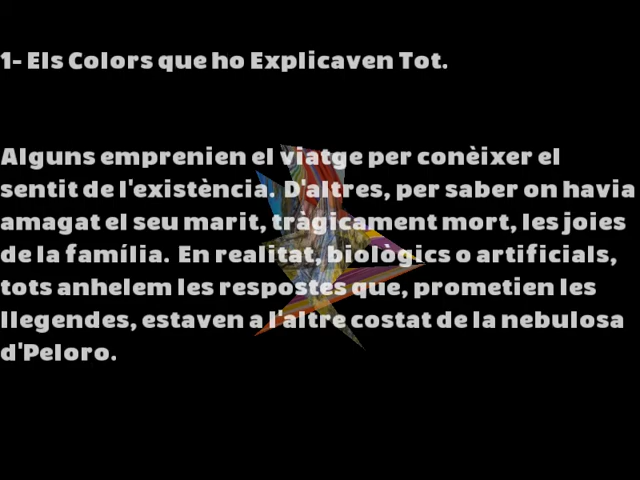 1- Els Colors que ho Explicaven Tot.
Alguns emprenien el viatge per conèixer el
sentit de l'existència. D'altres, per saber on havia
amagat el seu marit, tràgicament mort, les joies
de la família. En realitat, biològics o artificials,
tots anhelem les respostes que, prometien les
llegendes, estaven a l'altre costat de la nebulosa
d'Peloro.